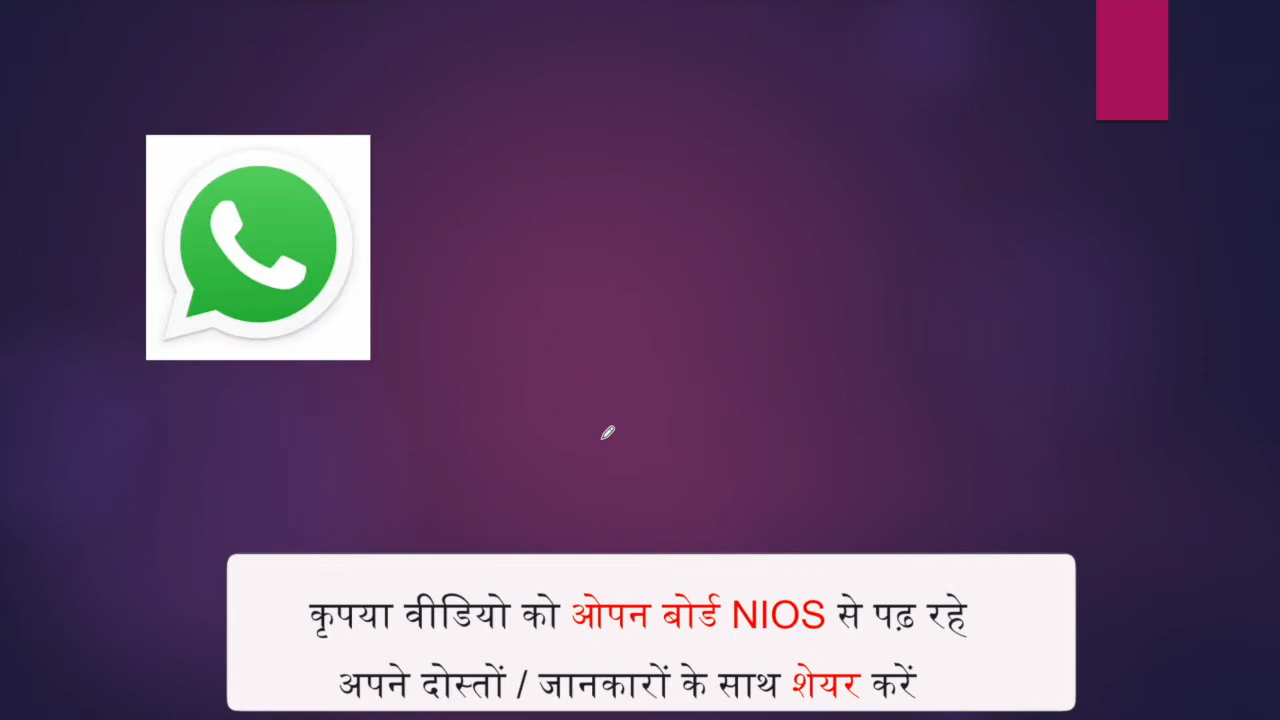 कृपया वीडियो को ओपन बोर्ड NIOS से पढ़ रहे
अपने दोस्तों / जानकारों के साथ शेयर करें